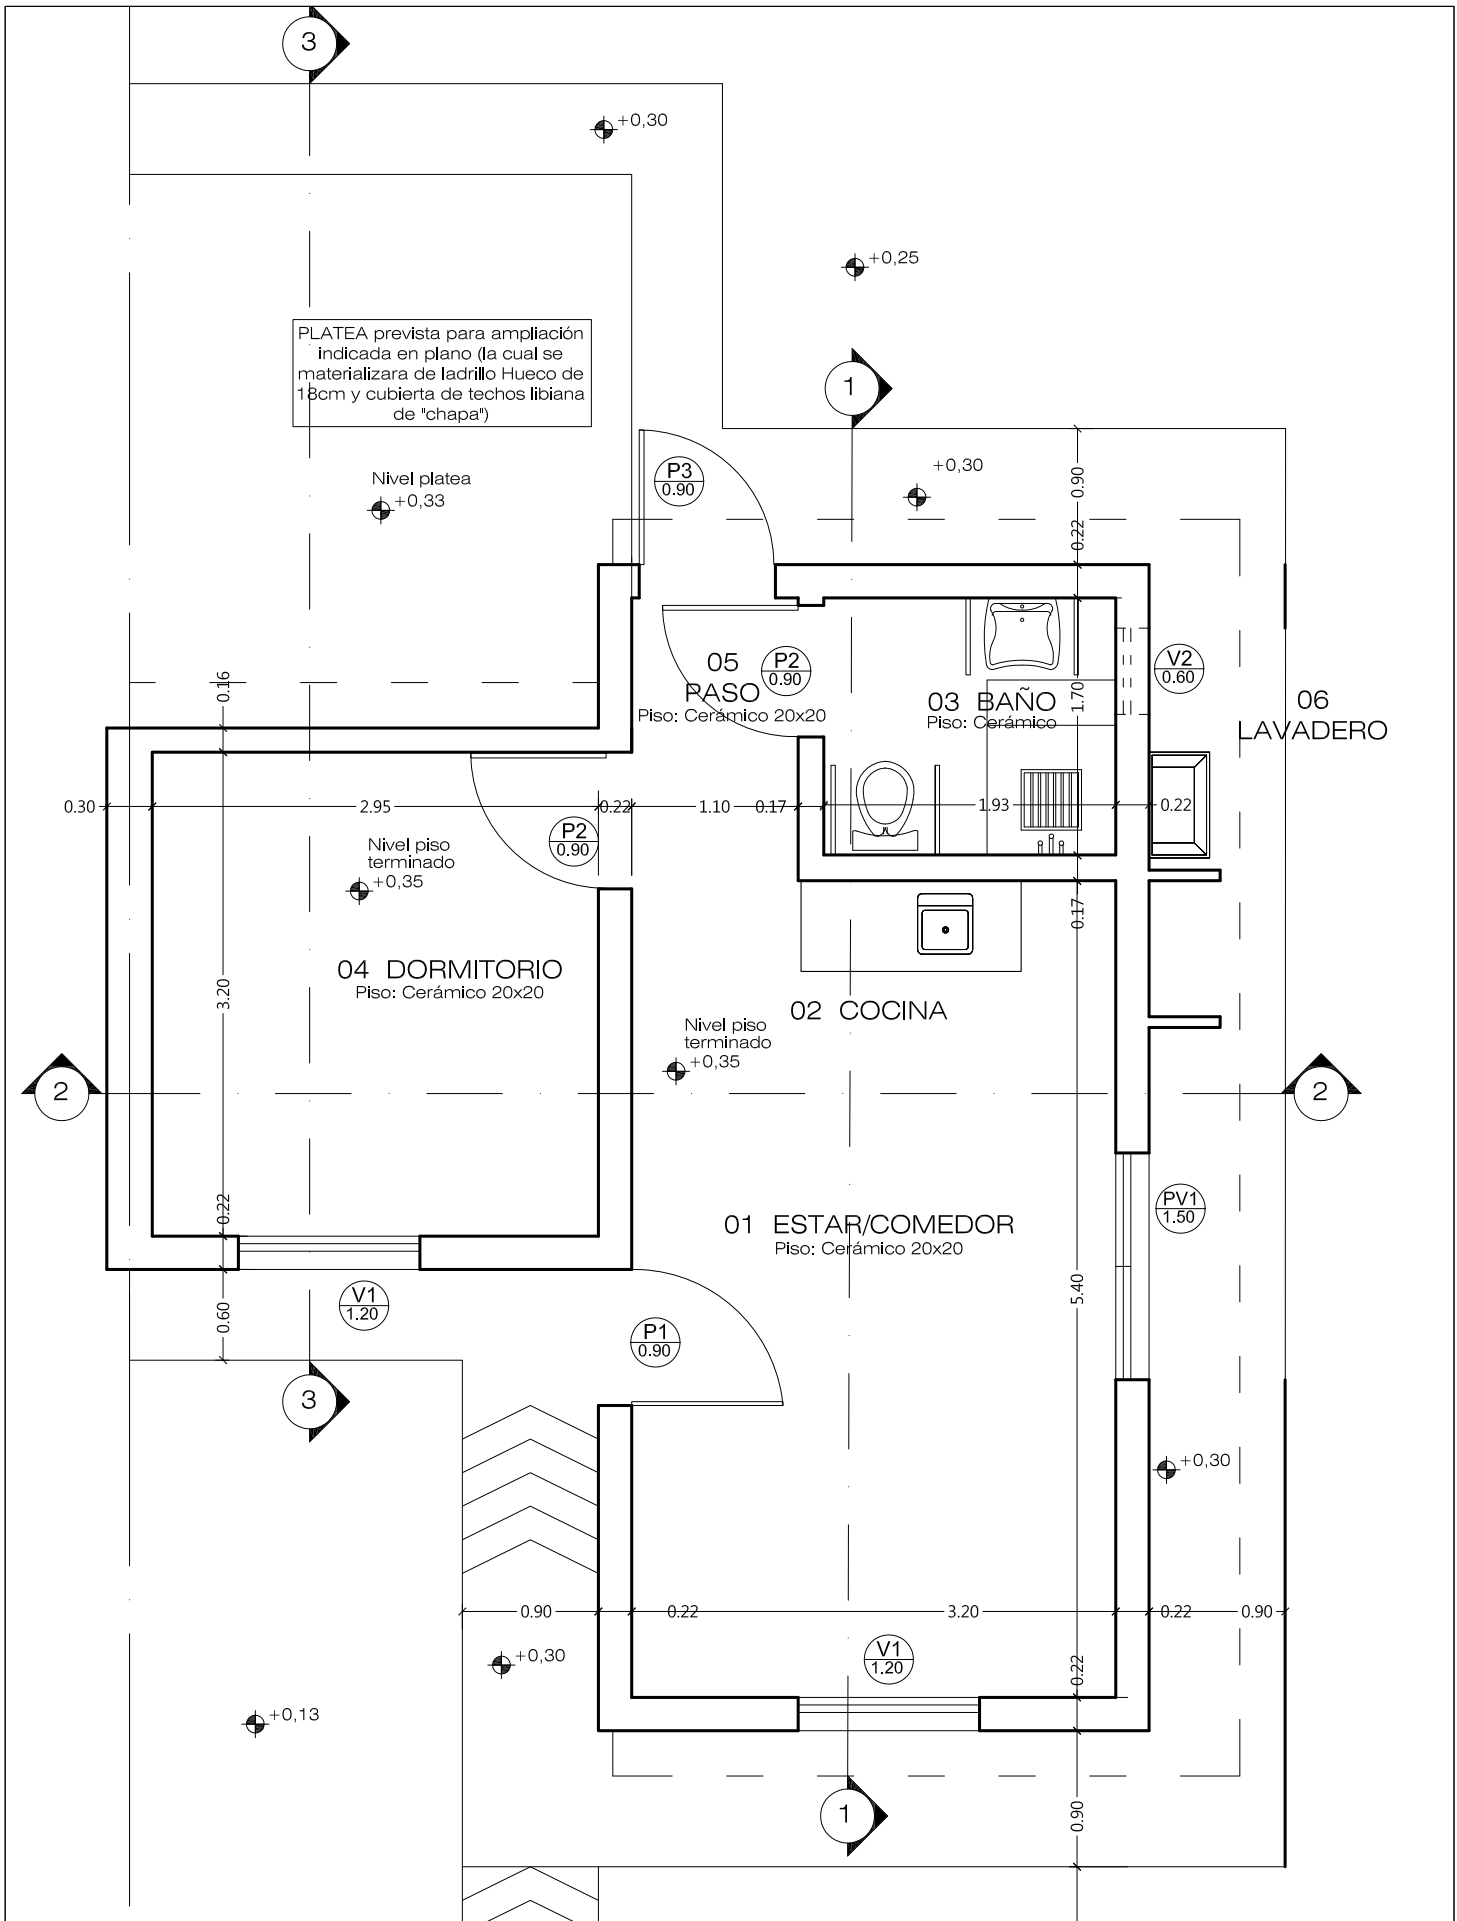 3
+0,30
+0,25
PLATEA prevista para ampliación
indicada en plano (la cual se
materializara de ladrillo Hueco de
18cm y cubierta de techos libiana
de "chapa")
1
Nivel platea
+0,33
P3
0.90
+0,30
0.90
0.22
0.16
05
PASO
Piso: Cerámico 20x20
P2
0.90
03 BAÑO
Piso: Cerámico
1.70
V2
0.60
06
LAVADERO
0.30
2.95
0.22
1.10
0.17
1.93
0.22
Nivel piso
terminado
+0,35
P2
0.90
0.17
04 DORMITORIO
Piso: Cerámico 20x20
3.20
02 COCINA
Nivel piso
terminado
+0,35
2
2
0.22
01 ESTAR/COMEDOR
Piso: Cerámico 20x20
PV1
1.50
5.40
V1
1.20
0.60
P1
0.90
3
+0,30
0.90
0.22
3.20
0.22
0.90
V1
1.20
0.22
+0,30
+0,13
1
0.90